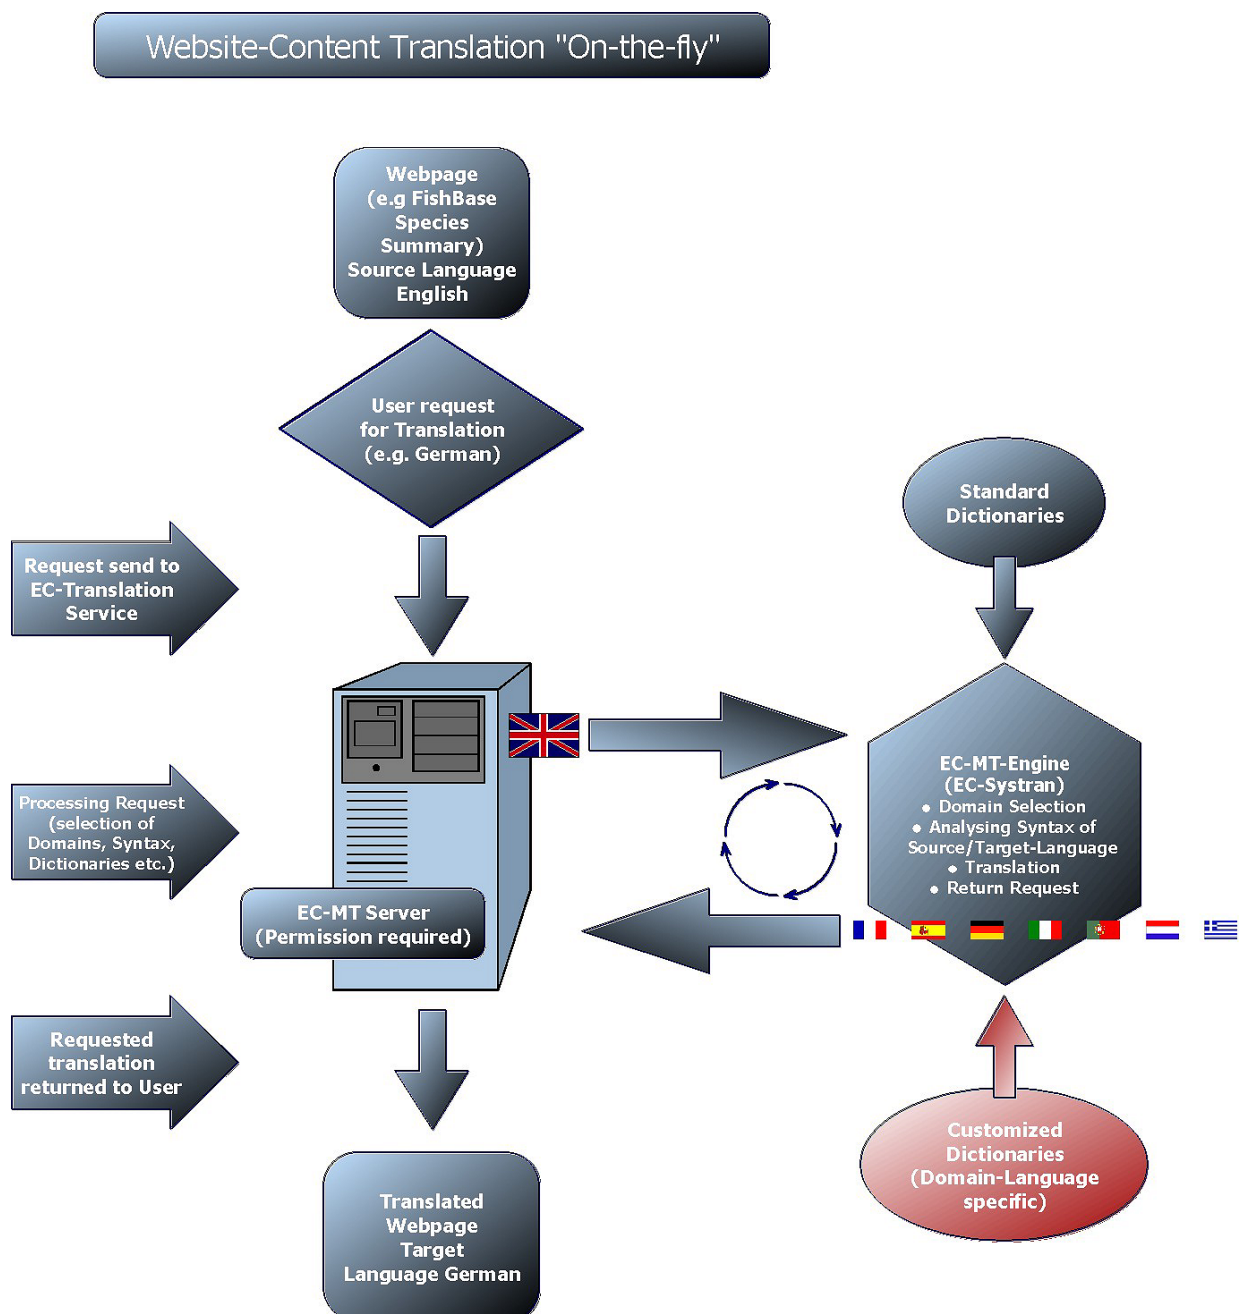 Website-Content Translation "On-the-fly"
Webpage
(e.g FishBase
Species
Summary)
Source Language
English
User request
for Translation
(e.g. German)
Standard
Dictionaries
Request send to
EC-Translation
Service
EC-MT-Engine
(EC-Systran)
• Domain Selection
• Analysing Syntax of
Source/Target-Language
• Translation
• Return Request
Processing Request
(selection of
Domains, Syntax,
Dictionaries etc.)
EC-MT Server
(Permission required)
Requested
translation
returned to User
Customized
Dictionaries
(Domain-Language
specific)
Translated
Webpage
Target
Language German